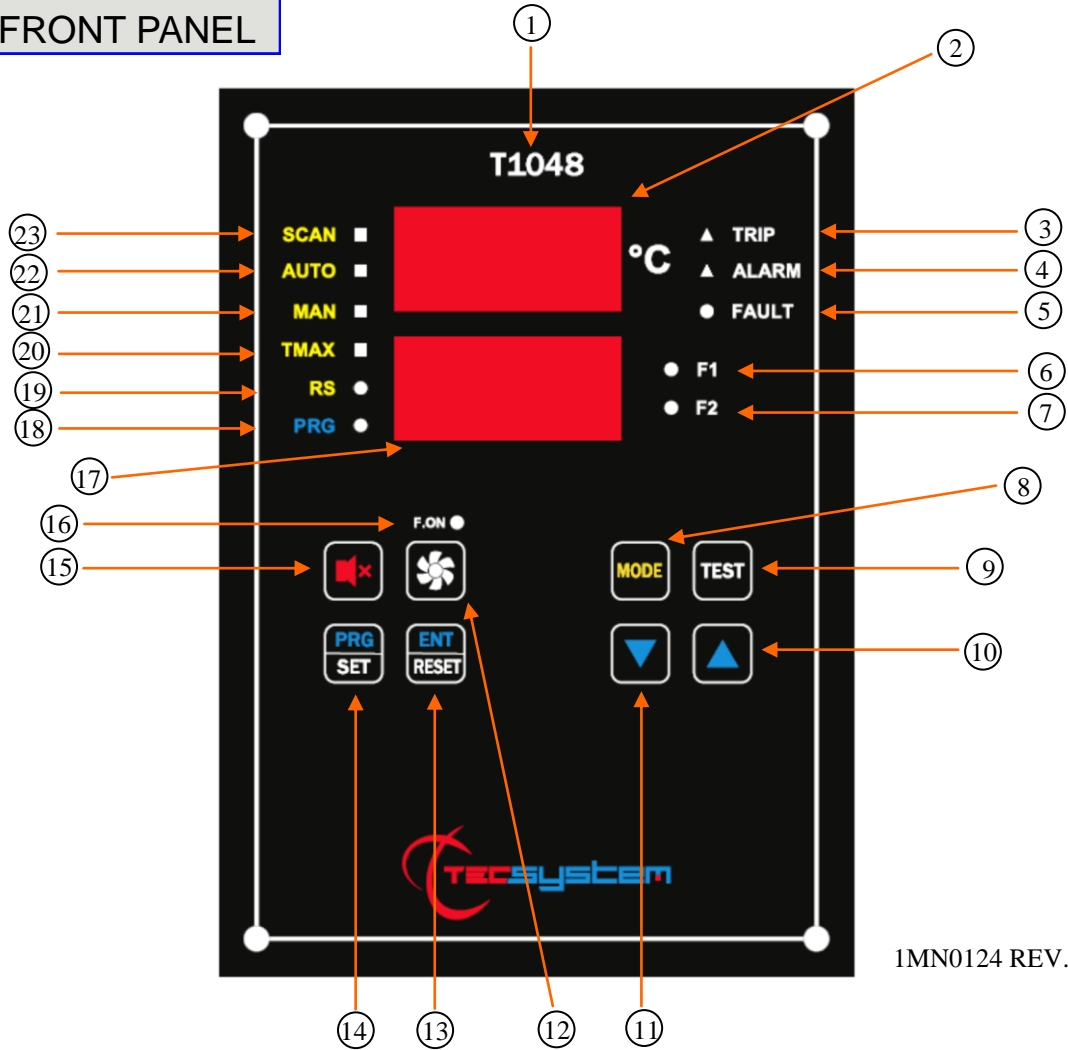 FRONT PANEL
1
2
T1048
23 SCAN
°C
TRIP 3
22 AUTO
ALARM 4
21 MAN
FAULT 5
20 TMAX
19 RS
F1 6
18 PRG
F2 7
17
8
16 F.ON
15
MODE
TEST 9
PRG
SET
ENT
RESET
10
TECSYSTEM
1MN0124 REV.
14
13
12
11